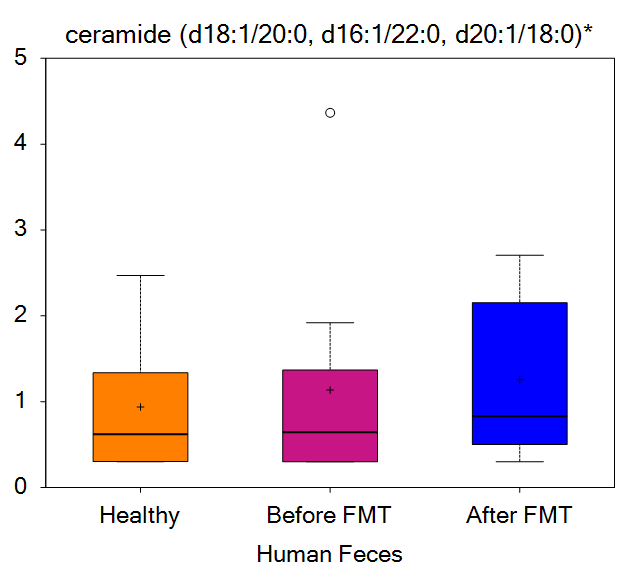 ceramide (d18:1/20:0, d16:1/22:0, d20:1/18:0)*
5
4
3
2
1
0
Healthy Before FMT After FMT
Human Feces